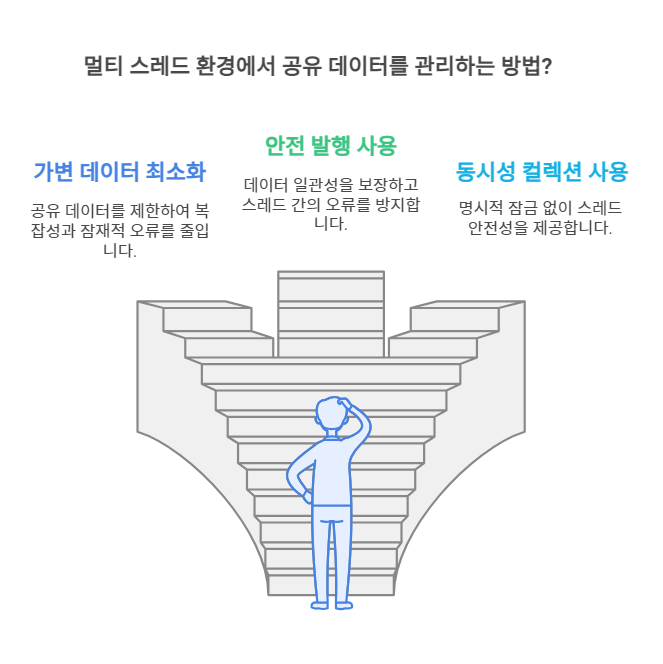 멀티 스레드 환경에서 공유 데이터를 관리하는 방법?
가변 데이터 최소화
공유 데이터를 제한하여 복
잡성과 잠재적 오류를 줄입
니다.
안전 발행 사용
데이터 일관성을 보장하고
스레드 간의 오류를 방지합
니다.
동시성 컬렉션 사용
명시적 잠금 없이 스레드
안전성을 제공합니다.